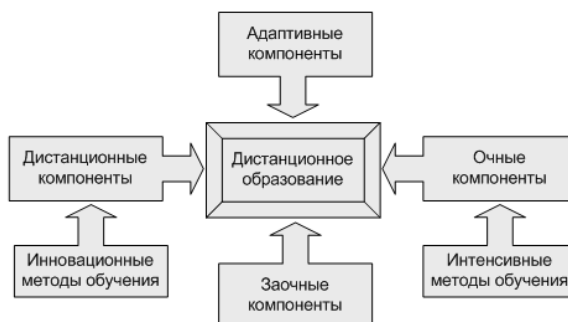 Адаптивные
компоненты
Дистанционные
компоненты
Дистанционное
образование
Очные
компоненты
Инновационные
методы обучения
Заочные
компоненты
Интенсивные
методы обучения